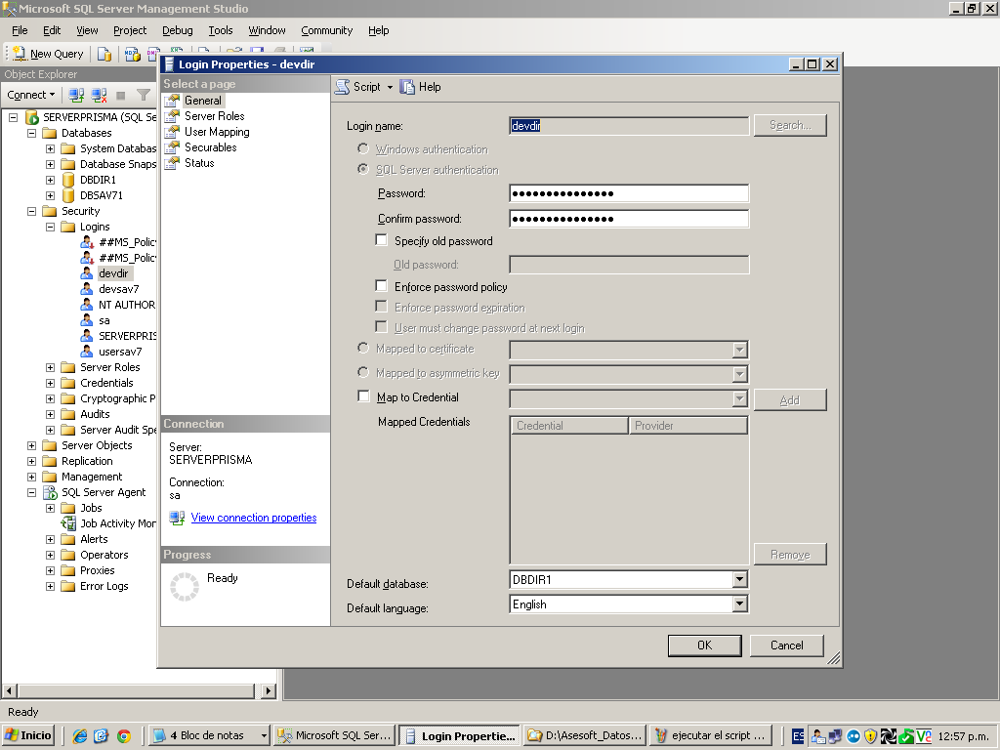 Microsoft SQL Server Management Studio
File Edit View Project Debug Tools Window Community Help
New Query
Object Explorer
Connect
SERVERPRISMA (SQL Se
Databases
System Databas
Database Snaps
DBDIR1
DBSAV71
Security
Logins
##MS_Polic
##MS_Polic
devdir
devsav7
NT AUTHOR
sa
SERVERPRIS
usersav7
Server Roles
Credentials
Cryptographic P
Audits
Server Audit Spe
Server Objects
Replication
Management
SQL Server Agent
Jobs
Job Activity Mon
Alerts
Operators
Proxies
Error Logs
Login Properties - devdir
Select a page
General
Server Roles
User Mapping
Securables
Status
Connection
Server:
SERVERPRISMA
Connection:
sa
View connection properties
Progress
Ready
Script Help
Login name: devdir Search...
Windows authentication
SQL Server authentication
Password: ●●●●●●●●●●●●●●●
Confirm password: ●●●●●●●●●●●●●●●
Specify old password
Old password:
Enforce password policy
Enforce password expiration
User must change password at next login
Mapped to certificate
Mapped to asymmetric key
Map to Credential Add
Mapped Credentials Credential Provider
Remove
Default database: DBDIR1
Default language: English
OK Cancel
Ready
Inicio 4 Bloc de notas Microsoft SQL Ser... Login Propertie... D:\Asesoft_Datos... ejecutar el script ... ES 12:57 p.m.